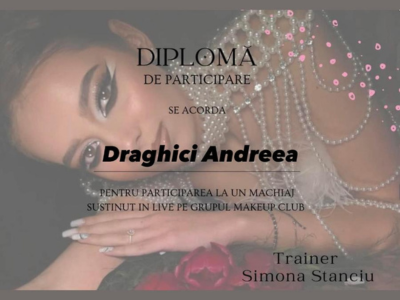 DIPLOMĂ
DE PARTICIPARE
SE ACORDA
Draghici Andreea
PENTRU PARTICIPAREA LA UN MACHIAJ
SUSTINUT IN LIVE PE GRUPUL MAKEUP CLUB
Trainer
Simona Stanciu